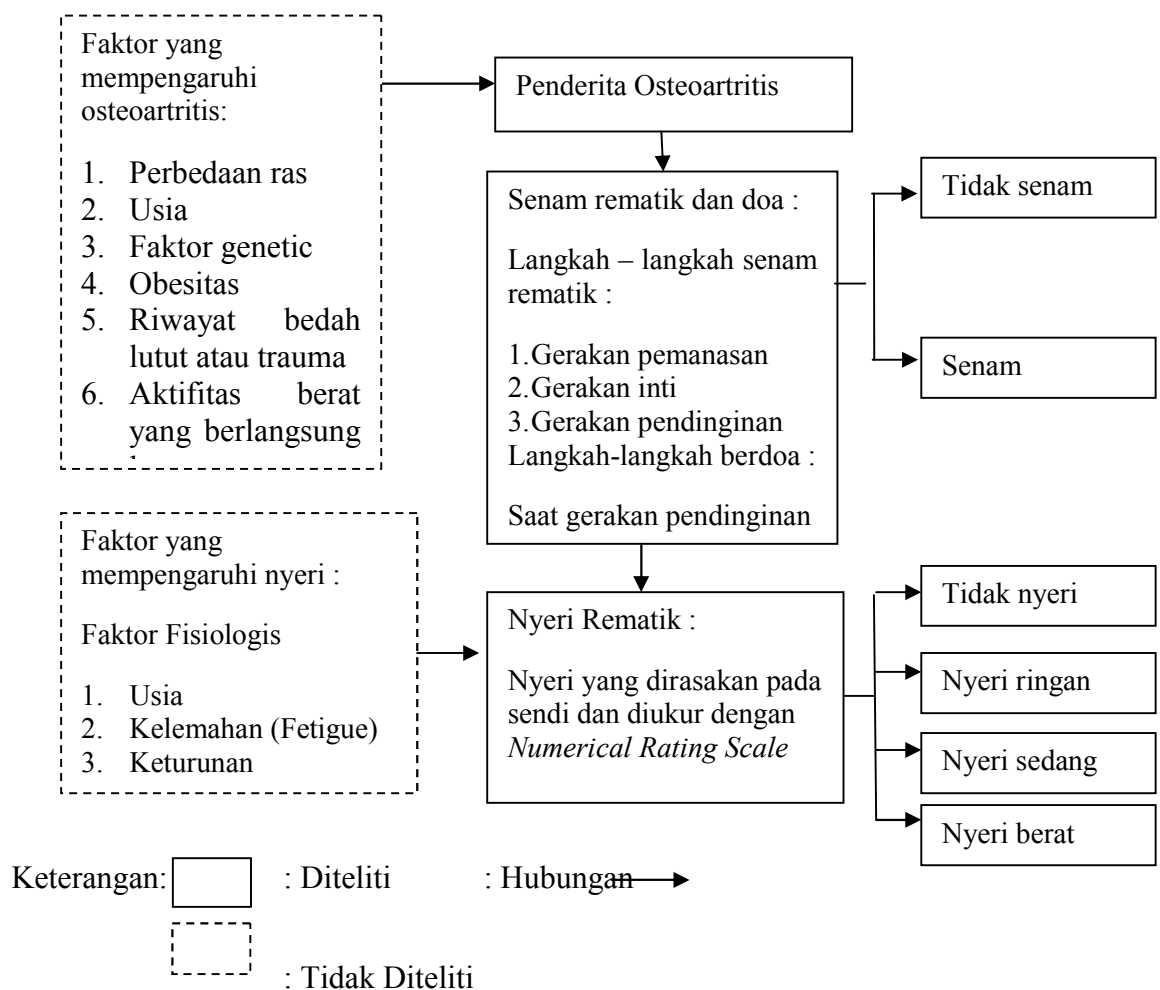 Faktor yang
mempengaruhi
osteoartritis:
1. Perbedaan ras
2. Usia
3. Faktor genetic
4. Obesitas
5. Riwayat bedah
lutut atau trauma
6. Aktifitas berat
yang berlangsung
Penderita Osteoartritis
Senam rematik dan doa :
Langkah – langkah senam
rematik :
1.Gerakan pemanasan
2.Gerakan inti
3.Gerakan pendinginan
Langkah-langkah berdoa :
Saat gerakan pendinginan
Tidak senam
Senam
Faktor yang
mempengaruhi nyeri :
Faktor Fisiologis
1. Usia
2. Kelemahan (Fetigue)
3. Keturunan
Nyeri Rematik :
Nyeri yang dirasakan pada
sendi dan diukur dengan
Numerical Rating Scale
Tidak nyeri
Nyeri ringan
Nyeri sedang
Nyeri berat
Keterangan: : Diteliti : Hubungan
: Tidak Diteliti